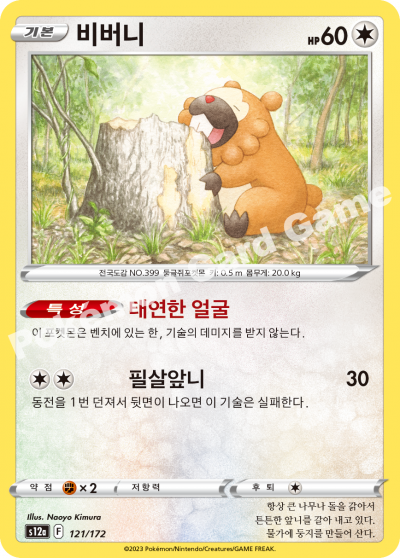 기본 비버니 HP 60
전국도감 NO.399 둥글쥐포켓몬 키: 0.5 m 몸무게: 20.0 kg
특성 태연한 얼굴
이 포켓몬은 벤치에 있는 한, 기술의 데미지를 받지 않는다.
필살앞니 30
동전을 1번 던져서 뒷면이 나오면 이 기술은 실패한다.
약점 ×2 저항력 후퇴
Illus. Naoyo Kimura
s12a F 121/172
항상 큰 나무나 돌을 갉아서
튼튼한 앞니를 갈아 내고 있다.
물가에 둥지를 만들어 산다.
©2023 Pokémon/Nintendo/Creatures/GAME FREAK.
Pokémon Card Game